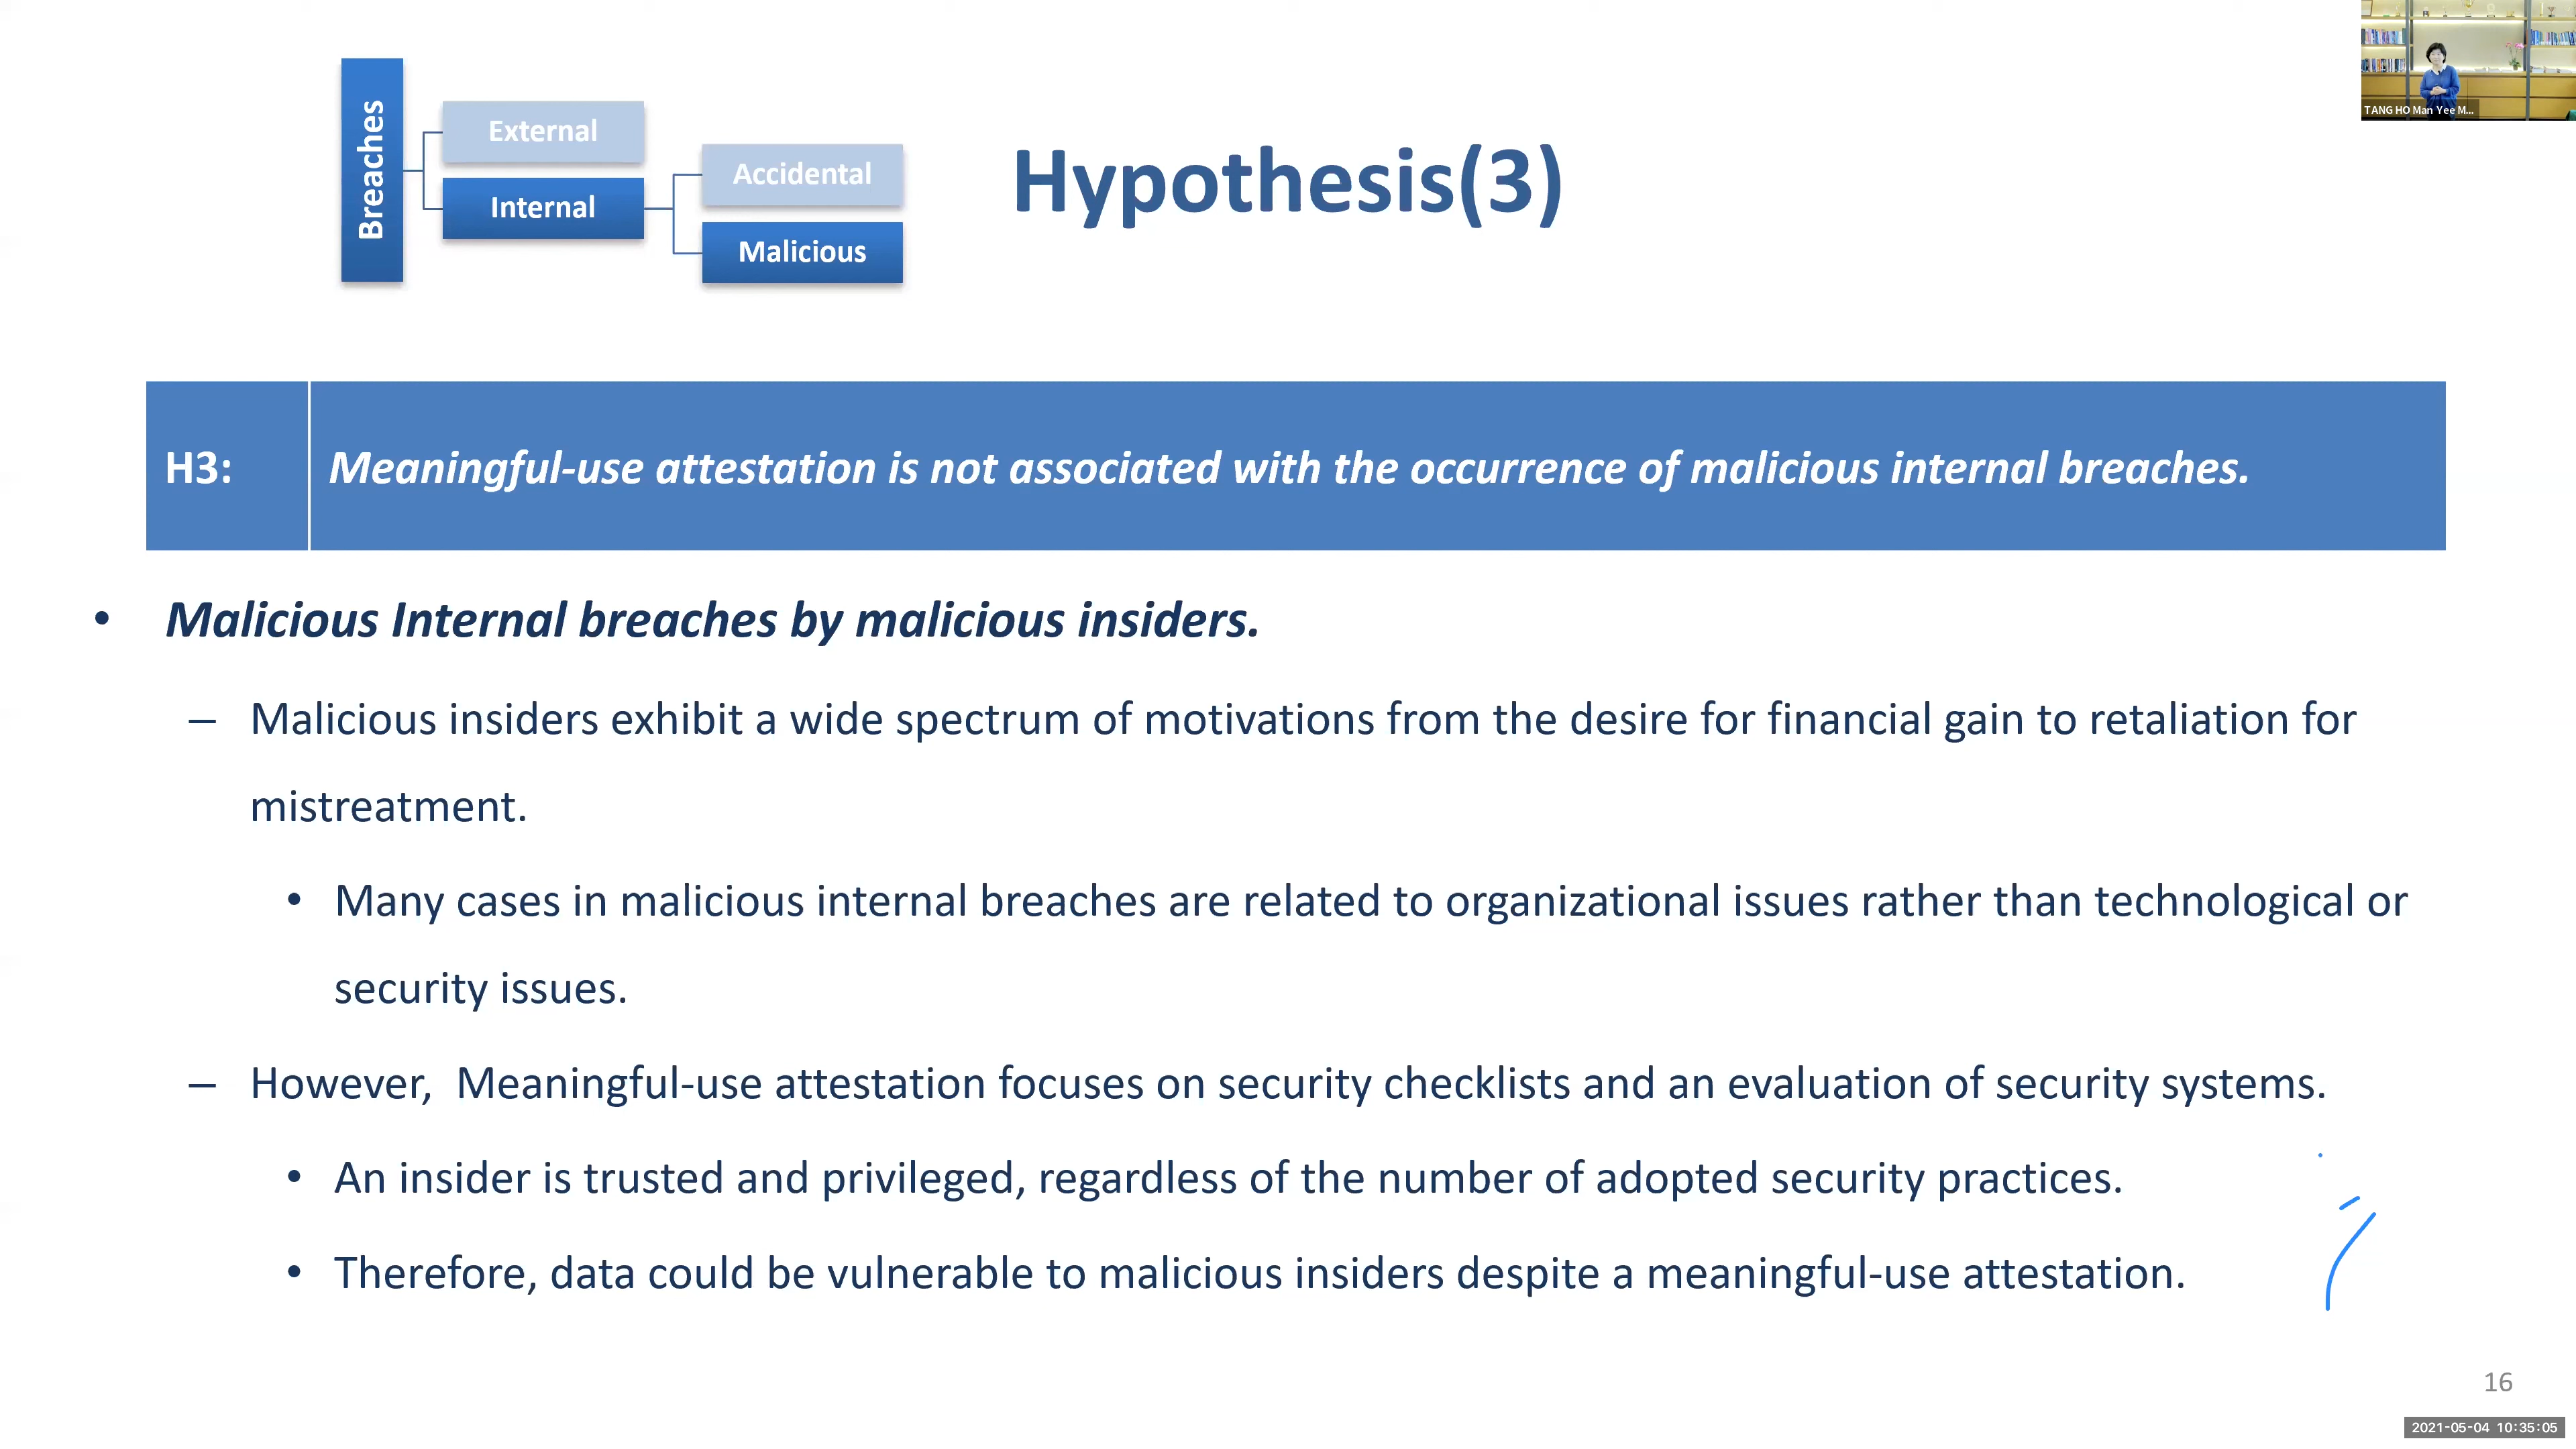 TANG HO Man Yee M...
Breaches
External
Internal
Accidental
Malicious
Hypothesis(3)
H3: Meaningful-use attestation is not associated with the occurrence of malicious internal breaches.
• Malicious Internal breaches by malicious insiders.
– Malicious insiders exhibit a wide spectrum of motivations from the desire for financial gain to retaliation for
mistreatment.
• Many cases in malicious internal breaches are related to organizational issues rather than technological or
security issues.
– However,  Meaningful-use attestation focuses on security checklists and an evaluation of security systems.
• An insider is trusted and privileged, regardless of the number of adopted security practices.
• Therefore, data could be vulnerable to malicious insiders despite a meaningful-use attestation.
16
2021-05-04 10:35:05